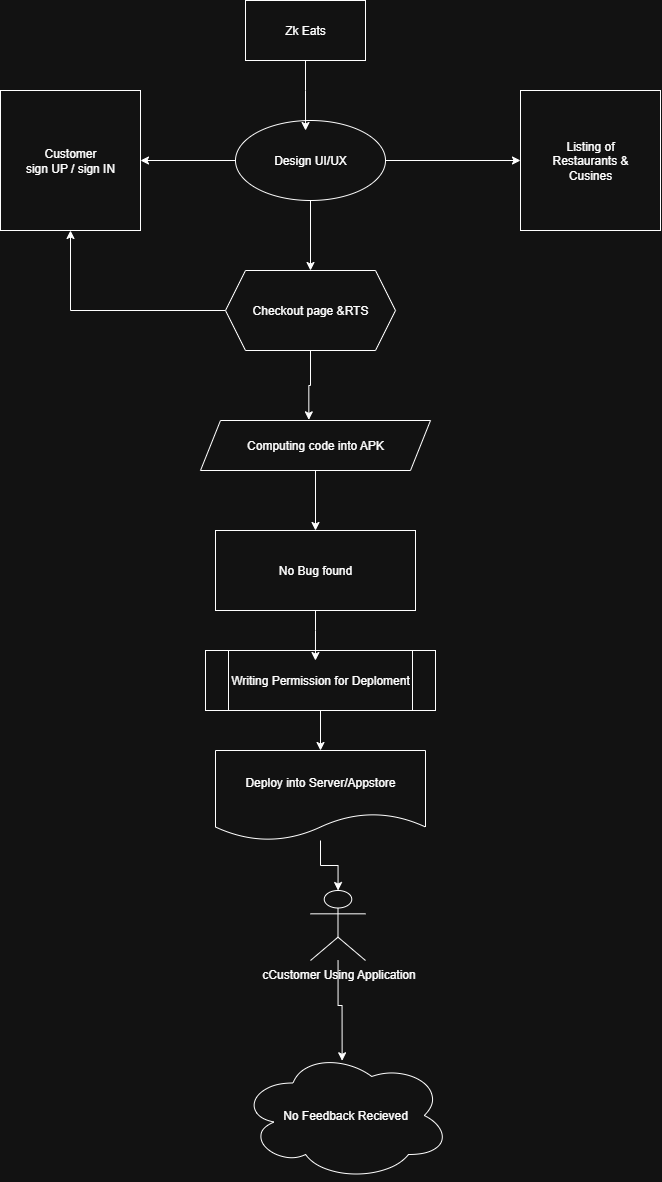 Zk Eats
Customer
sign UP / sign IN
Design UI/UX
Listing of
Restaurants &
Cusines
Checkout page &RTS
Computing code into APK
No Bug found
Writing Permission for Deploment
Deploy into Server/Appstore
cCustomer Using Application
No Feedback Recieved